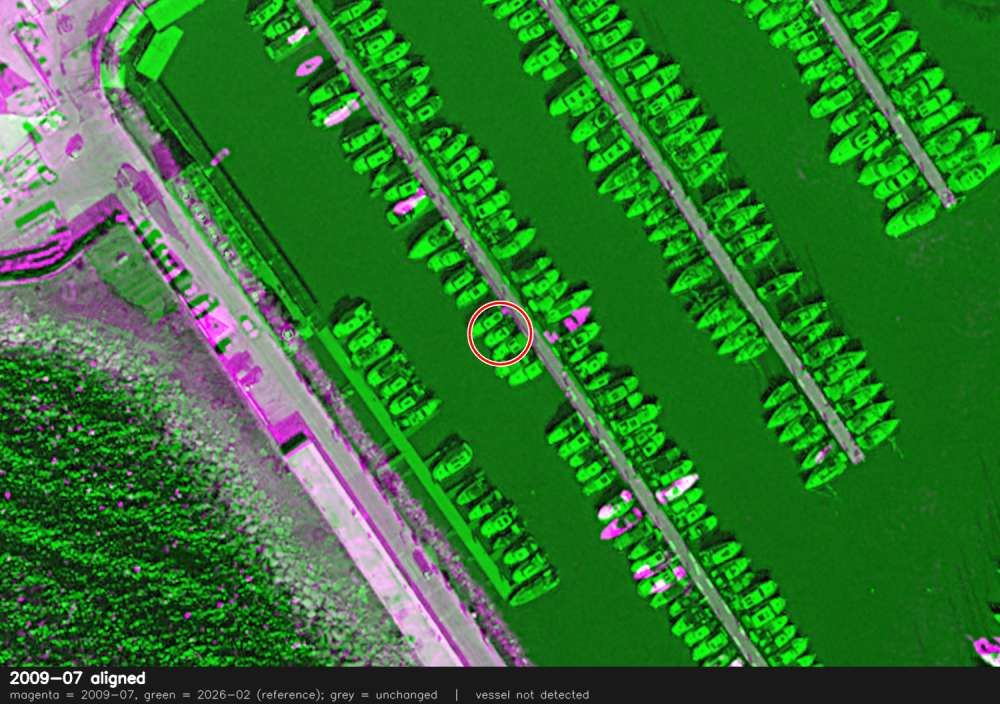 2009-07 aligned
magenta = 2009-07, green = 2026-02 (reference); grey = unchanged | vessel not detected